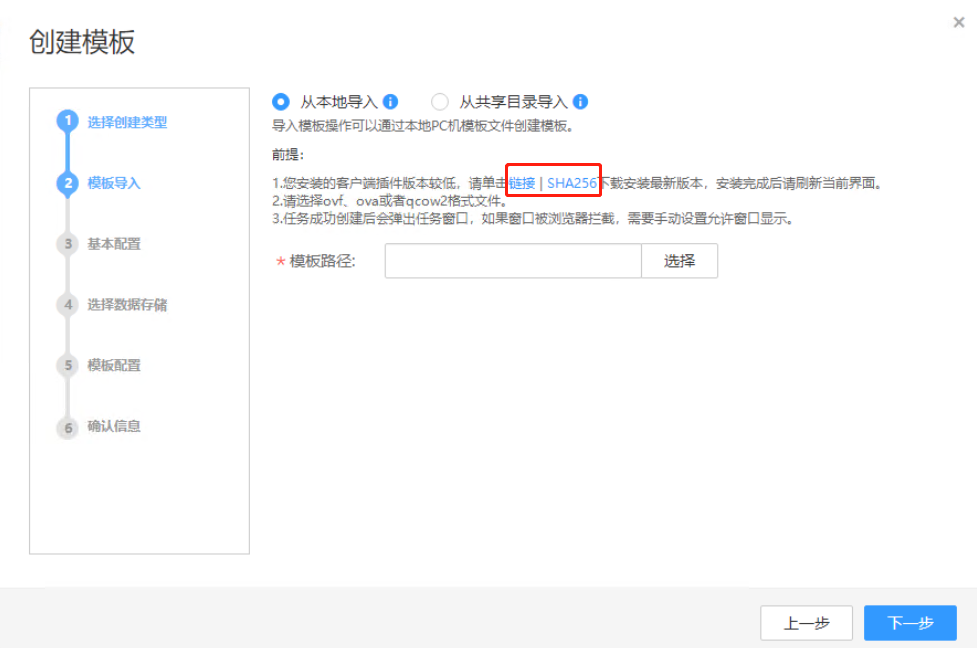 创建模板
1 选择创建类型
2 模板导入
3 基本配置
4 选择数据存储
5 模板配置
6 确认信息
从本地导入 从共享目录导入
导入模板操作可以通过本地PC机模板文件创建模板。
前提：
1.您安装的客户端插件版本较低，请单击链接 | SHA256下载安装最新版本，安装完成后请刷新当前界面。
2.请选择ovf、ova或者qcow2格式文件。
3.任务成功创建后会弹出任务窗口，如果窗口被浏览器拦截，需要手动设置允许窗口显示。
* 模板路径: 选择
上一步 下一步